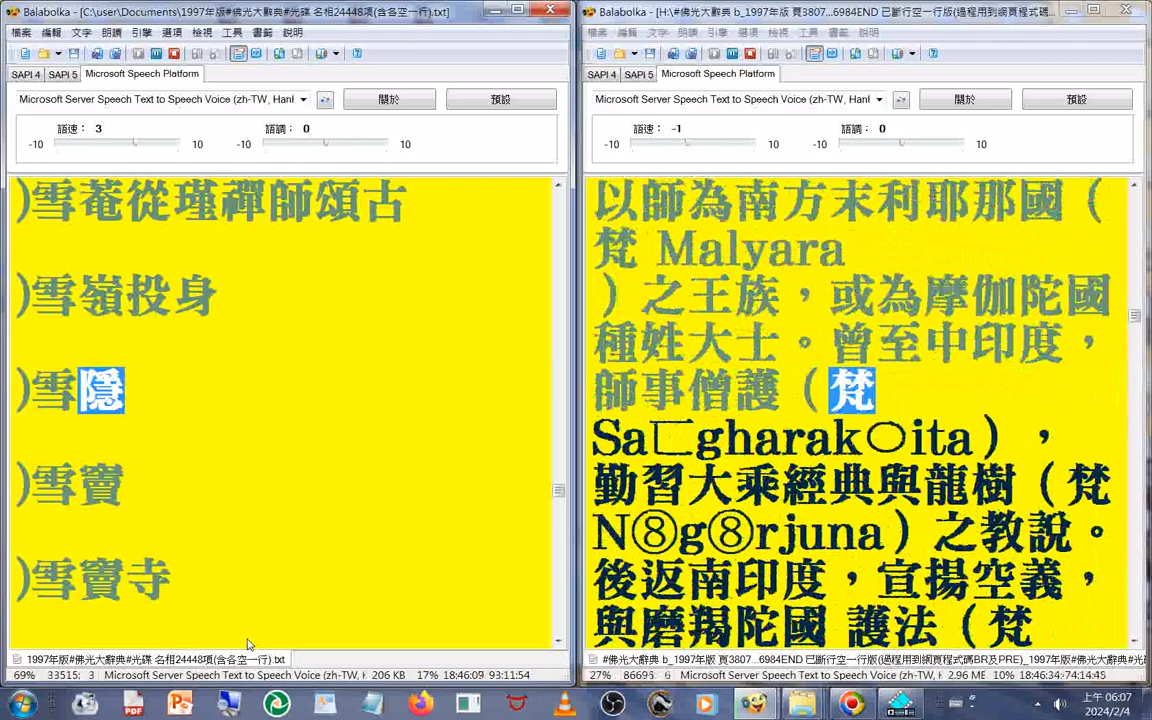 Balabolka - [C:\user\Documents\1997年版#佛光大辭典#光碟 名相24448項(含各空一行).txt]
檔案 編輯 文字 朗讀 引擎 選項 檢視 工具 書籤 說明
SAPI 4 SAPI 5 Microsoft Speech Platform
Microsoft Server Speech Text to Speech Voice (zh-TW, Hanl
關於
預設
語速： 3
語調： 0
-10 10 -10 10
)雪菴從瑾禪師頌古
)雪嶺投身
)雪隱
)雪竇
)雪竇寺
1997年版#佛光大辭典#光碟 名相24448項(含各空一行).txt
69% 33515: 3 Microsoft Server Speech Text to Speech Voice (zh-TW, H 206 KB 17% 18:46:09 93:11:54
Balabolka - [H:\#佛光大辭典 b_1997年版 頁3807...6984END 已斷行空一行版(過程用到網頁程式碼
檔案 編輯 文字 朗讀 引擎 選項 檢視 工具 書籤 說明
SAPI 4 SAPI 5 Microsoft Speech Platform
Microsoft Server Speech Text to Speech Voice (zh-TW, Hanl
關於
預設
語速： -1
語調： 0
-10 10 -10 10
以師為南方末利耶那國（
梵 Malyara
）之王族，或為摩伽陀國
種姓大士。曾至中印度，
師事僧護（梵
Sa匚gharak○ita），
勤習大乘經典與龍樹（梵
N⑧g⑧rjuna）之教說。
後返南印度，宣揚空義，
與磨羯陀國 護法（梵
#佛光大辭典 b_1997年版 頁3807...6984END 已斷行空一行版(過程用到網頁程式碼BR及PRE)_1997年版#光
27% 86695: 6 Microsoft Server Speech Text to Speech Voice (zh-TW, H 2.96 ME 10% 18:46:34·74:14:45
上午 06:07
2024/2/4